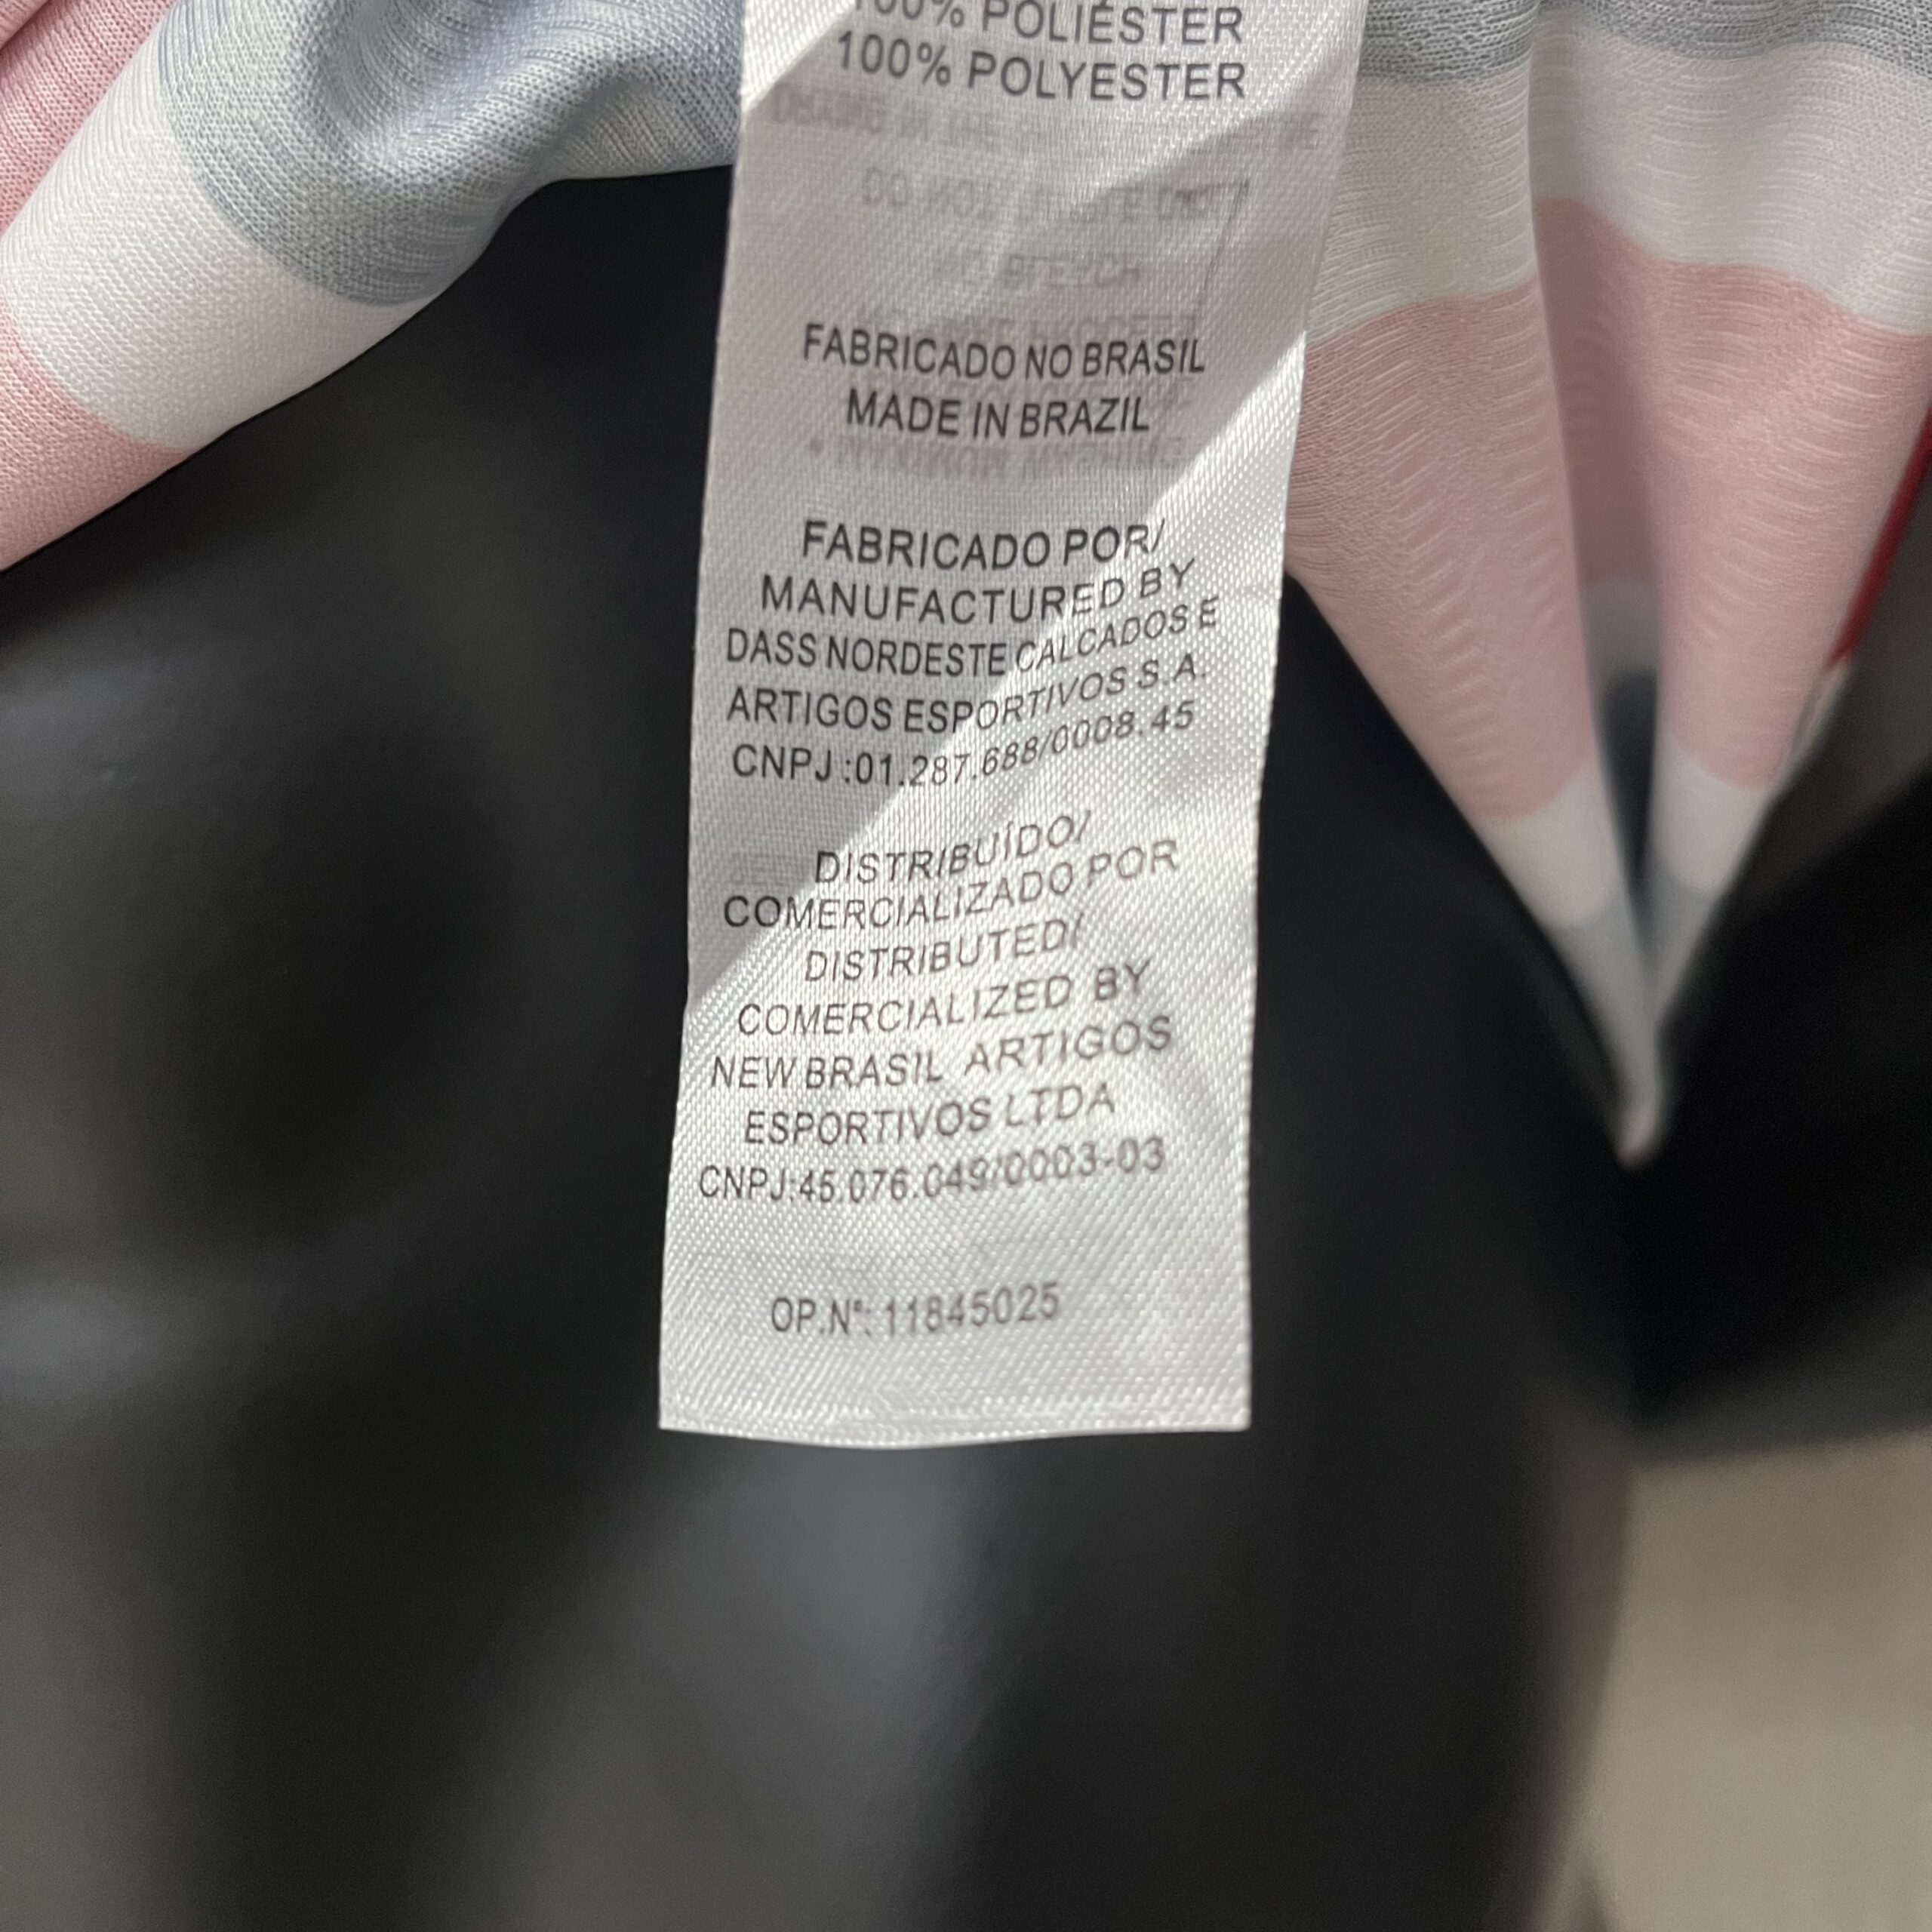 100% POLIÉSTER
100% POLYESTER
FABRICADO NO BRASIL
MADE IN BRAZIL
FABRICADO POR/
MANUFACTURED BY
DASS NORDESTE CALCADOS E
ARTIGOS ESPORTIVOS S.A.
CNPJ :01.287.688/0008.45
DISTRIBUÍDO/
COMERCIALIZADO POR
DISTRIBUTED/
COMERCIALIZED BY
NEW BRASIL ARTIGOS
ESPORTIVOS LTDA
CNPJ:45.076.049/0003-03
OP.Nº: 11845025